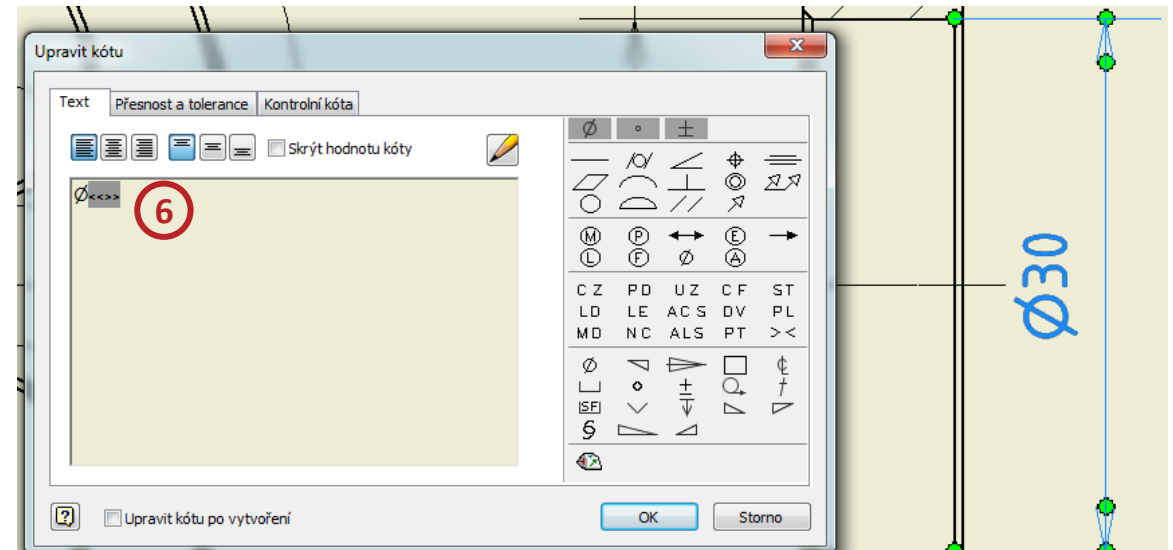 Upravit kótu
Text Přesnost a tolerance Kontrolní kóta
Skrýt hodnotu kóty
Ø<<>>
6
M P E
L F Ø A
CZ PD UZ CF ST
LD LE ACS DV PL
MD NC ALS PT ><
SF
Upravit kótu po vytvoření
OK Storno
Ø30